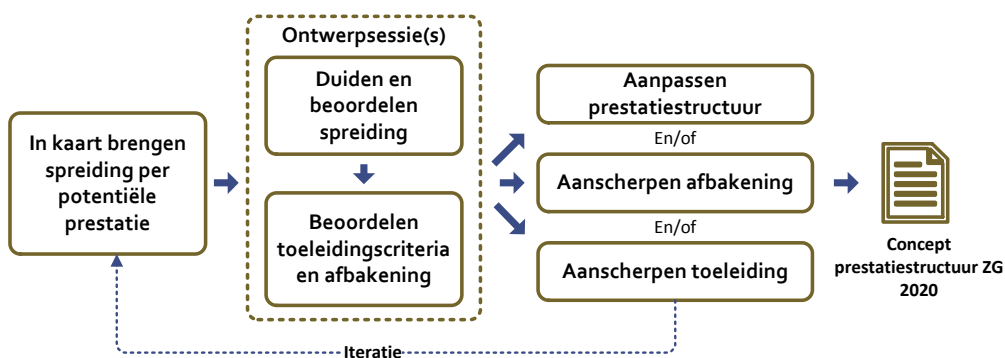 In kaart brengen
spreiding per
potentiële
prestatie
Ontwerpsessie(s)
Duiden en
beoordelen
spreiding
Beoordelen
toeleidingscriteria
en afbakening
Aanpassen
prestatiestructuur
En/of
Aanscherpen afbakening
En/of
Aanscherpen toeleiding
Concept
prestatiestructuur ZG
2020
Iteratie